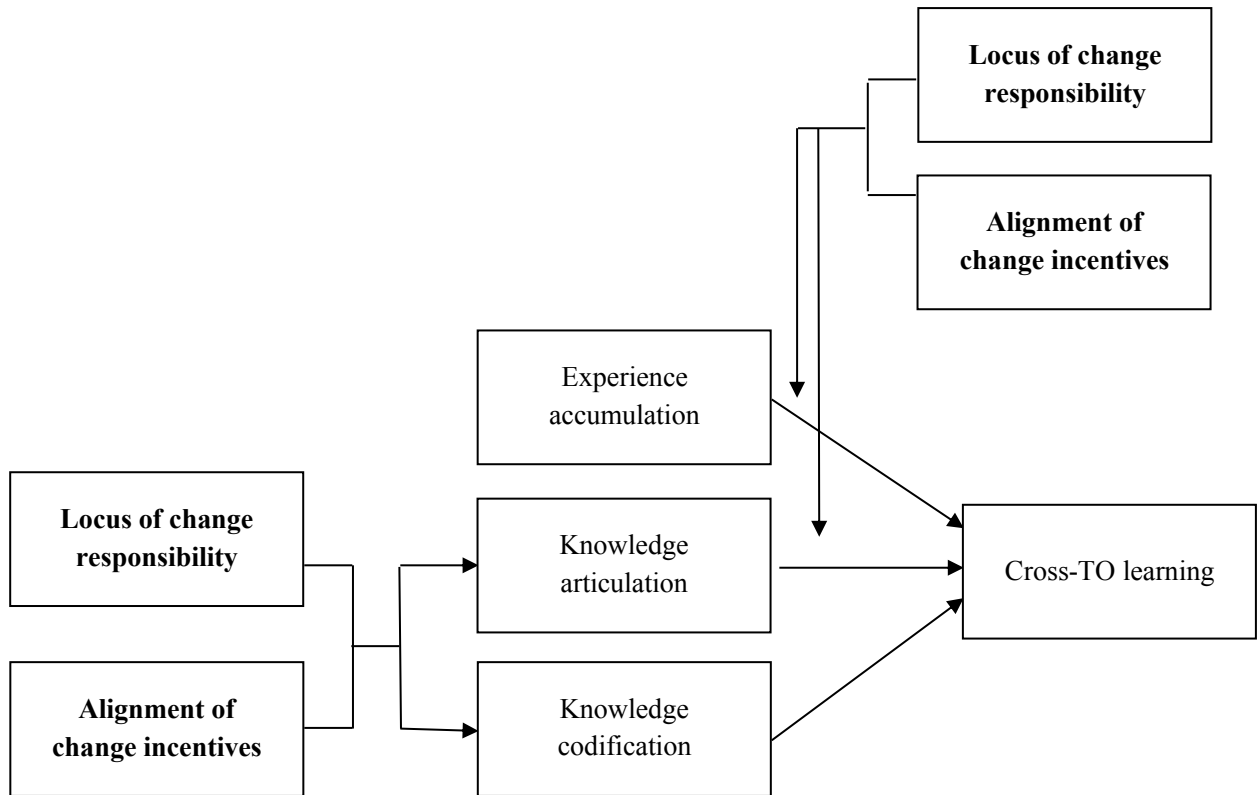 Locus of change
responsibility
Alignment of
change incentives
Experience
accumulation
Locus of change
responsibility
Knowledge
articulation
Cross-TO learning
Alignment of
change incentives
Knowledge
codification